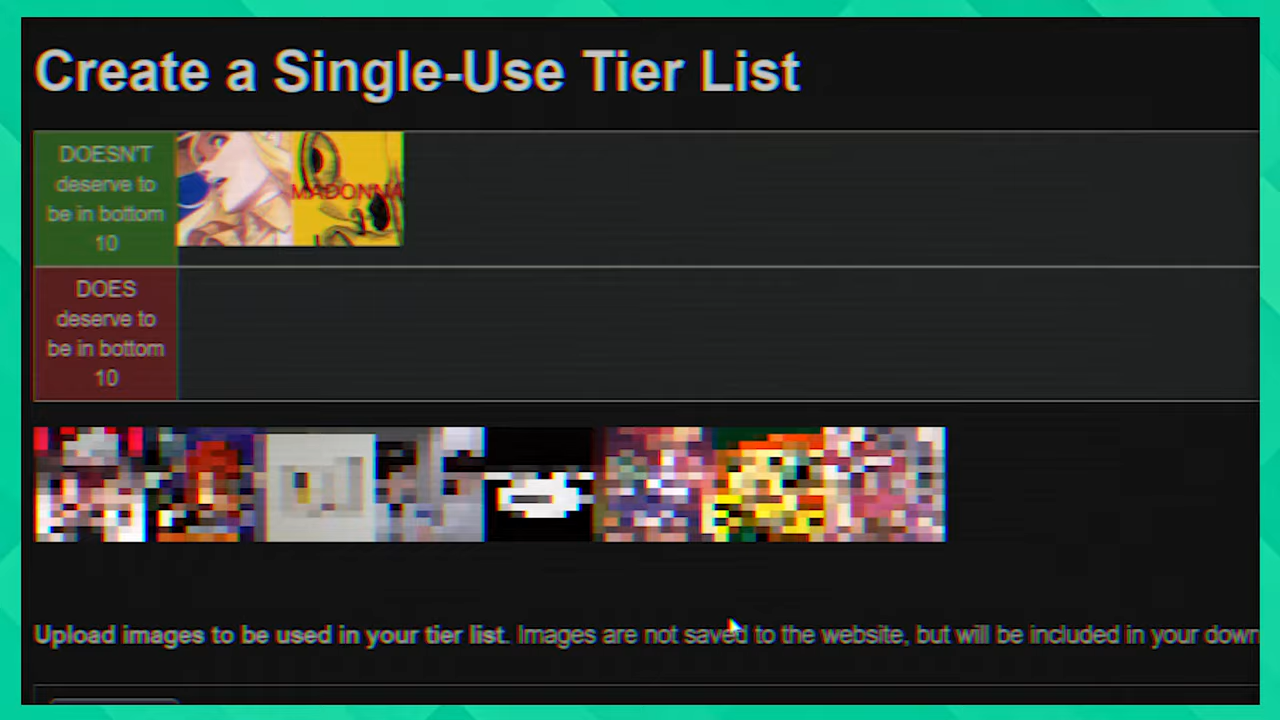 Create a Single-Use Tier List
DOESN'T
deserve to
be in bottom
10
MADONNA
DOES
deserve to
be in bottom
10
Upload images to be used in your tier list. Images are not saved to the website, but will be included in your down